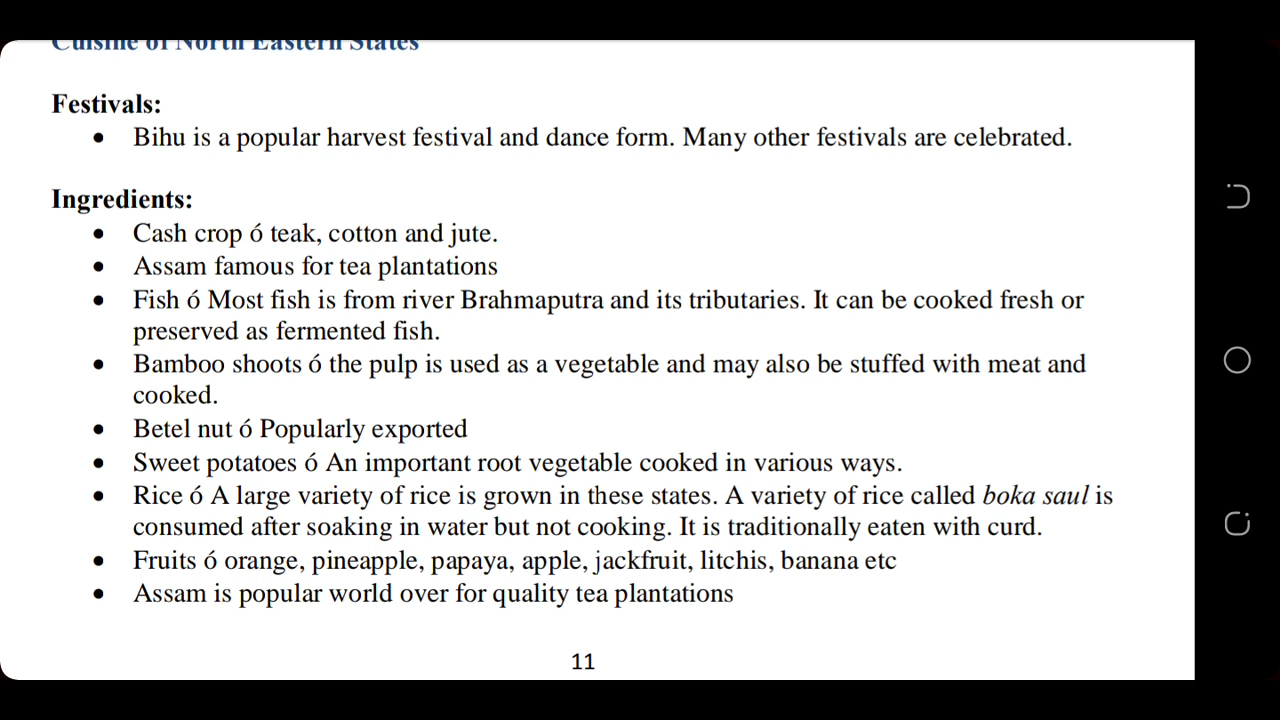 Cuisine of North Eastern States
Festivals:
• Bihu is a popular harvest festival and dance form. Many other festivals are celebrated.
Ingredients:
• Cash crop ó teak, cotton and jute.
• Assam famous for tea plantations
• Fish ó Most fish is from river Brahmaputra and its tributaries. It can be cooked fresh or
preserved as fermented fish.
• Bamboo shoots ó the pulp is used as a vegetable and may also be stuffed with meat and
cooked.
• Betel nut ó Popularly exported
• Sweet potatoes ó An important root vegetable cooked in various ways.
• Rice ó A large variety of rice is grown in these states. A variety of rice called boka saul is
consumed after soaking in water but not cooking. It is traditionally eaten with curd.
• Fruits ó orange, pineapple, papaya, apple, jackfruit, litchis, banana etc
• Assam is popular world over for quality tea plantations
11